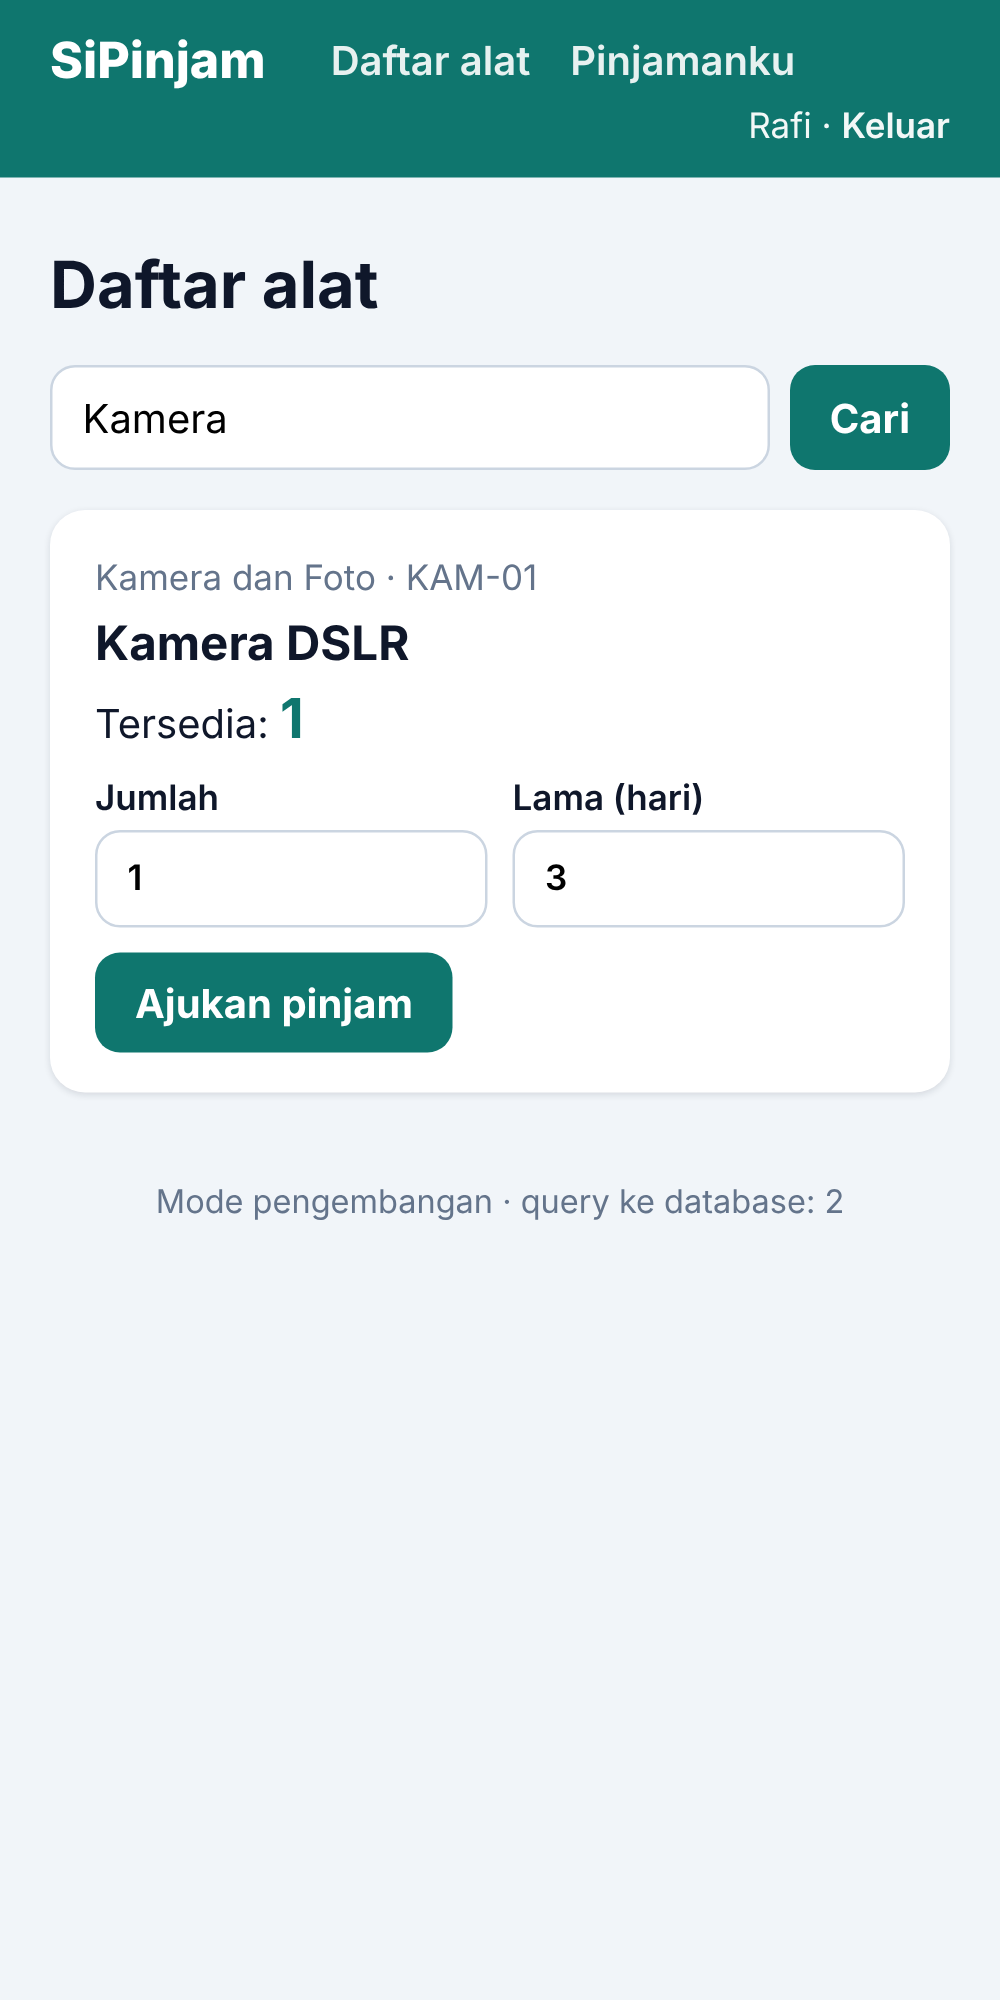 SiPinjam Daftar alat Pinjamanku
Rafi · Keluar
Daftar alat
Kamera Cari
Kamera dan Foto · KAM-01
Kamera DSLR
Tersedia: 1
Jumlah Lama (hari)
1 3
Ajukan pinjam
Mode pengembangan · query ke database: 2